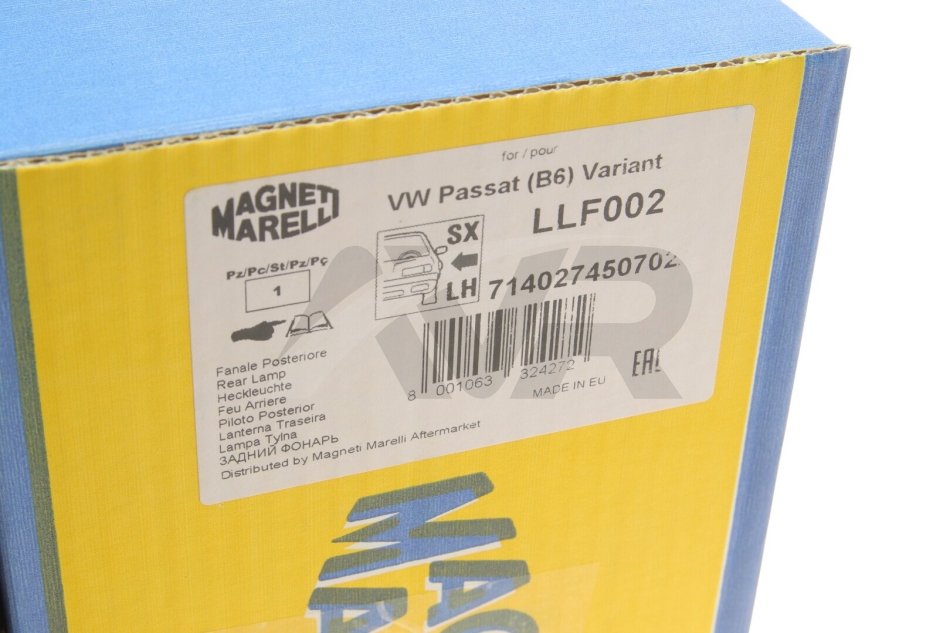 for / pour
VW Passat (B6) Variant
MAGNETI
MARELLI
LLF002
SX
LH
714027450702
Pz/Pc/St/Pz/Pç
1
8 001063 324272
MADE IN EU
EAC
Fanale Posteriore
Rear Lamp
Heckleuchte
Feu Arriere
Piloto Posterior
Lanterna Traseira
Lampa Tylna
ЗАДНИЙ ФОНАРЬ
Distributed by Magneti Marelli Aftermarket
MAG
MA